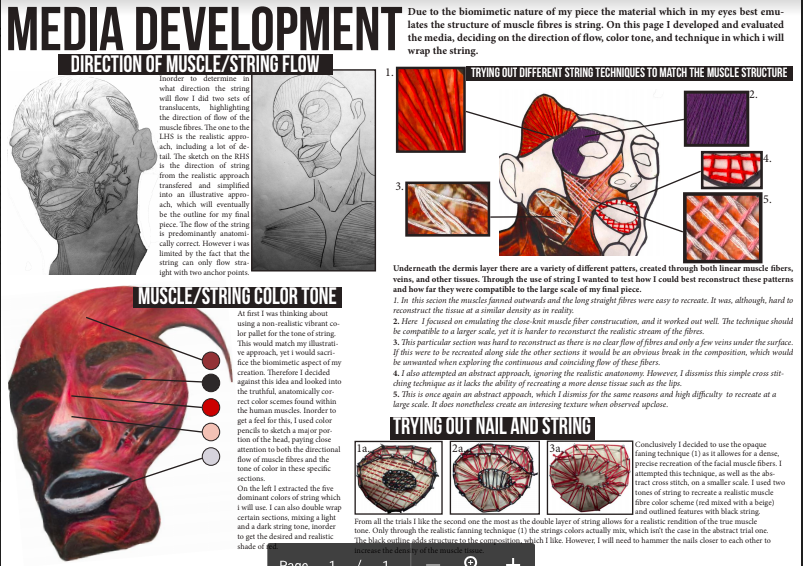 MEDIA DEVELOPMENT
Due to the biomimetic nature of my piece the material which in my eyes best emu-
lates the structure of muscle fibres is string. On this page I developed and evaluated
the media, deciding on the direction of flow, color tone, and technique in which i will
wrap the string.
DIRECTION OF MUSCLE/STRING FLOW
Inorder to determine in
what direction the string
will flow I did two sets of
translucents, highlighting
the direction of flow of the
muscle fibres. The one to the
LHS is the realistic appro-
ach, including a lot of de-
tail. The sketch on the RHS
is the direction of string
from the realistic approach
transfered and simplified
into an illustrative appro-
ach, which will eventually
be the outline for my final
piece. The flow of the string
is predominantly anatomi-
cally correct. However i was
limited by the fact that the
string can only flow stra-
ight with two anchor points.
TRYING OUT DIFFERENT STRING TECHNIQUES TO MATCH THE MUSCLE STRUCTURE
1.
2.
3.
4.
5.
Underneath the dermis layer there are a variety of different patters, created through both linear muscle fibers,
veins, and other tissues. Through the use of string I wanted to test how I could best reconstruct these patterns
and how far they were compatible to the large scale of my final piece.
1. In this secion the muscles fanned outwards and the long straight fibres were easy to recreate. It was, although, hard to
reconstruct the tissue at a similar density as in reality.
2. Here I focused on emulating the close-knit muscle fiber construcation, and it worked out well. The technique should
be compatible to a larger scale, yet it is harder to reconsturct the realistic stream of the fibres.
3. This particular section was hard to reconstruct as there is no clear flow of fibres and only a few veins under the surface.
If this were to be recreated along side the other sections it would be an obvious break in the composition, which would
be unwanted when exploring the continuous and coinciding flow of these fibers.
4. I also attempted an abstract approach, ignoring the realistic anatonomy. However, I dismiss this simple cross stit-
ching technique as it lacks the ability of recreating a more dense tissue such as the lips.
5. This is once again an abstract appoach, which I dismiss for the same reasons and high difficulty to recreate at a
large scale. It does nonetheless create an interesing texture when observed upclose.
MUSCLE/STRING COLOR TONE
At first I was thinking about
using a non-realistic vibrant co-
lor pallet for the tone of string.
This would match my illustrati-
ve approach, yet i would sacri-
fice the biomimetic aspect of my
creation. Therefore I decided
against this idea and looked into
the truthful, anatomically cor-
rect color scemes found within
the human muscles. Inorder to
get a feel for this, I used color
pencils to sketch a major por-
tion of the head, paying close
attention to both the directional
flow of muscle fibres and the
tone of color in these specific
sections.
On the left I extracted the five
dominant colors of string which
i will use. I can also double wrap
certain sections, mixing a light
and a dark string tone, inorder
to get the desired and realistic
shade of red.
TRYING OUT NAIL AND STRING
1a.
2a.
3a.
Conclusively I decided to use the opaque
faning technique (1) as it allowes for a dense,
precise recreation of the facial muscle fibers. I
attempted this technique, as well as the abs-
tract cross stitch, on a smaller scale. I used two
tones of string to recreate a realistic muscle
fibre color scheme (red mixed with a beige)
and outlined features with black string.
From all the trials I like the second one the most as the double layer of string allows for a realistic rendition of the true muscle
tone. Only through the realistic fanning technique (1) the strings colors actually mix, which isn't the case in the abstract trial one.
The black outline adds structure to the composition, which I like. However, I will need to hammer the nails closer to each other to
increase the density of the muscle tissue.
Page 1 / 1